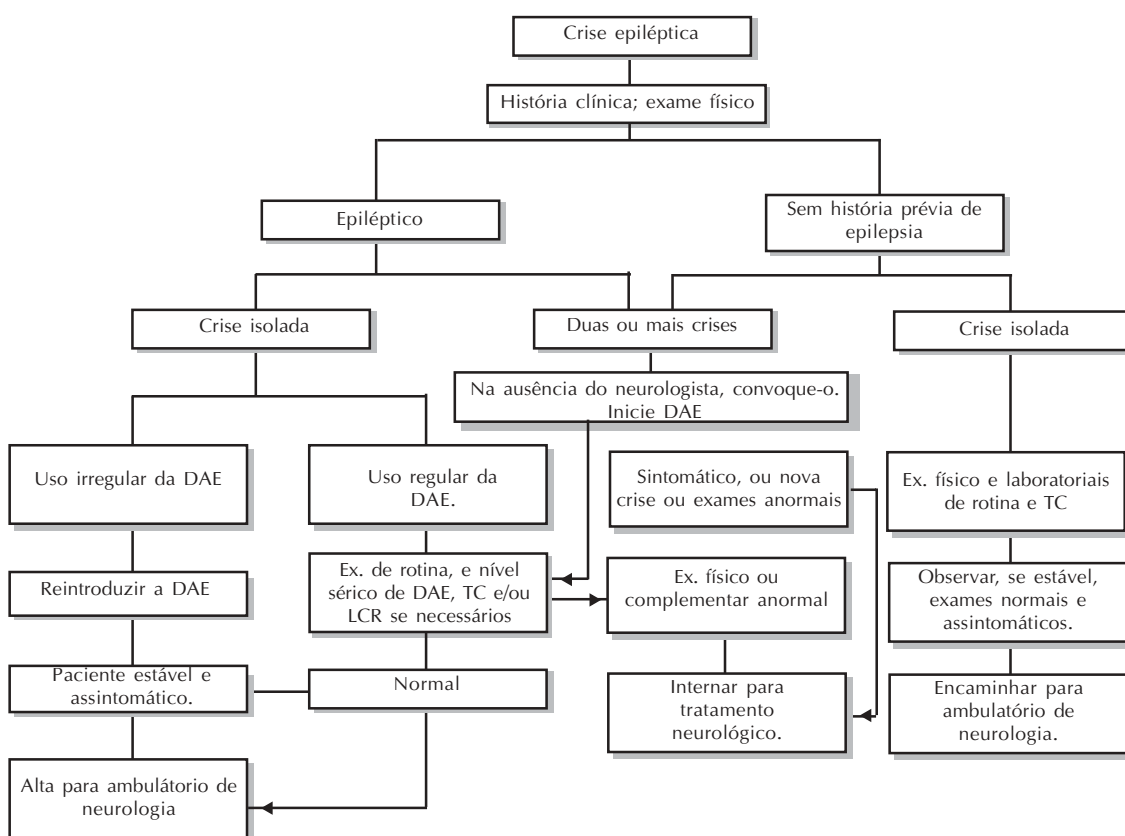 Crise epiléptica
História clínica; exame físico
Epiléptico
Sem história prévia de
epilepsia
Crise isolada
Duas ou mais crises
Crise isolada
Na ausência do neurologista, convoque-o.
Inicie DAE
Uso irregular da DAE
Uso regular da
DAE.
Sintomático, ou nova
crise ou exames anormais
Ex. físico e laboratoriais
de rotina e TC
Reintroduzir a DAE
Ex. de rotina, e nível
sérico de DAE, TC e/ou
LCR se necessários
Ex. físico ou
complementar anormal
Observar, se estável,
exames normais e
assintomáticos.
Paciente estável e
assintomático.
Normal
Internar para
tratamento
neurológico.
Encaminhar para
ambulatório de
neurologia.
Alta para ambulátorio de
neurologia